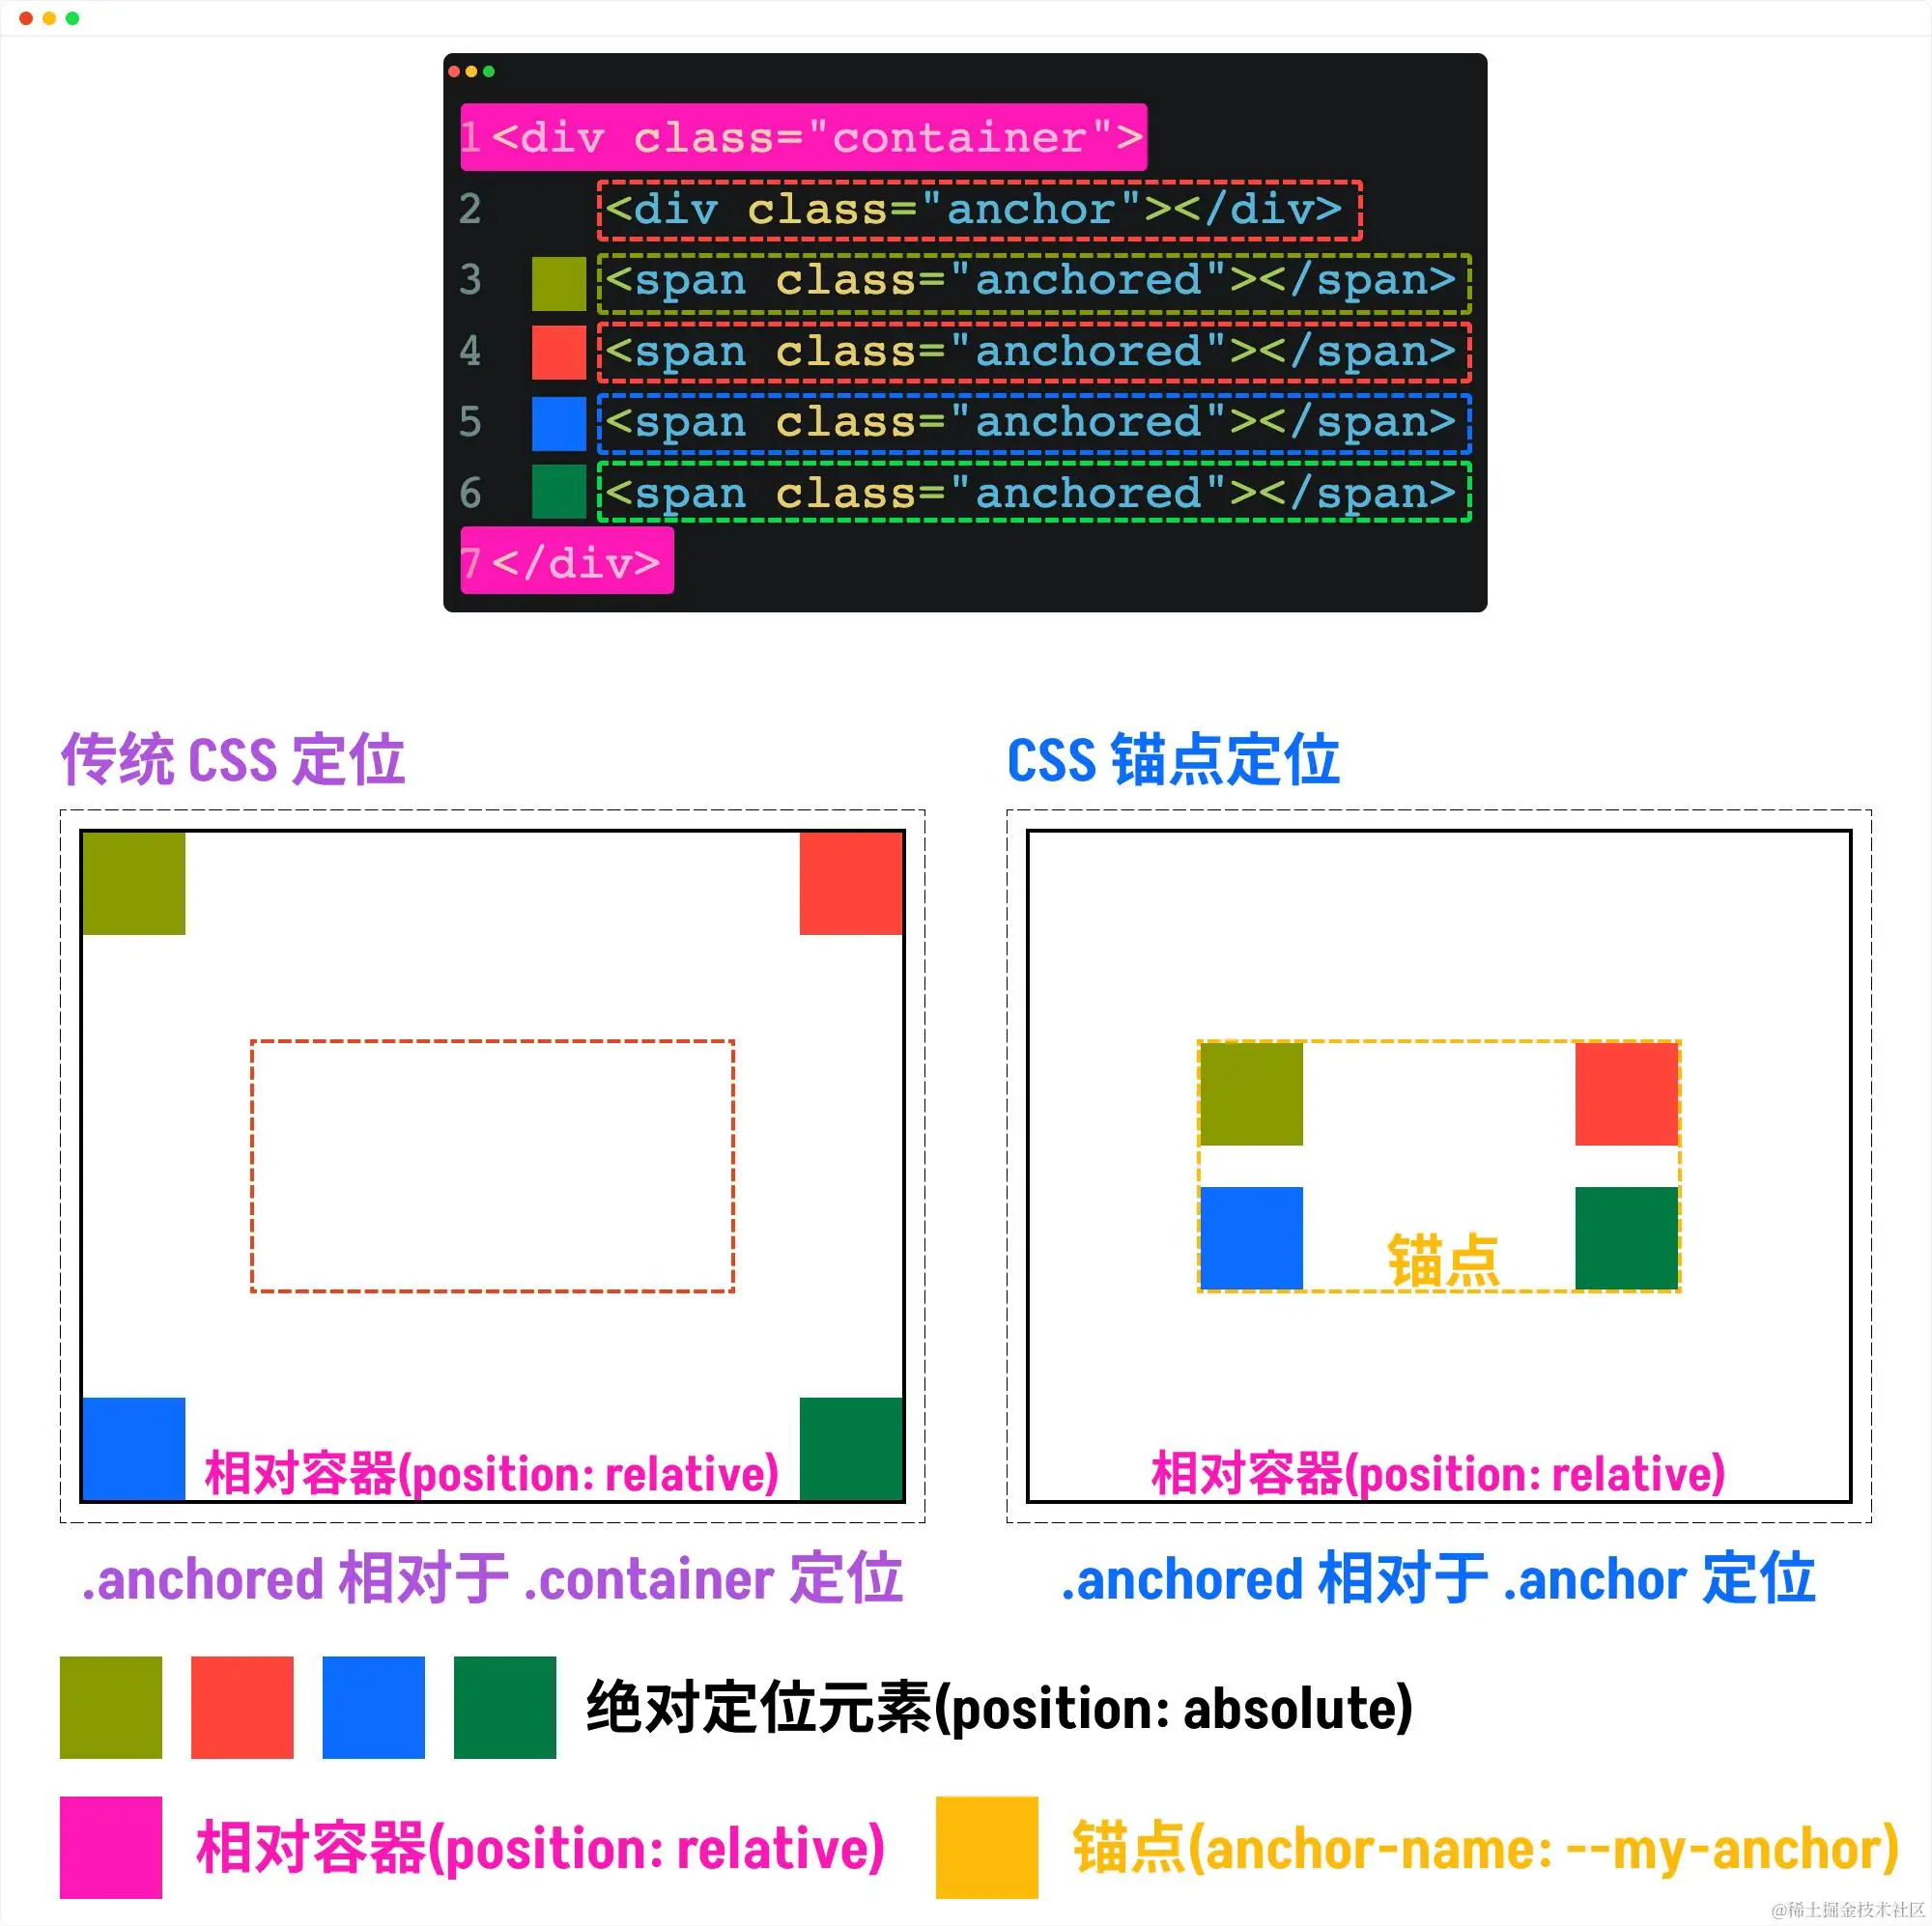 1 <div class="container">
2 <div class="anchor"></div>
3 <span class="anchored"></span>
4 <span class="anchored"></span>
5 <span class="anchored"></span>
6 <span class="anchored"></span>
7 </div>
传统 CSS 定位
相对容器(position: relative)
.anchored 相对于 .container 定位
CSS 锚点定位
锚点
相对容器(position: relative)
.anchored 相对于 .anchor 定位
绝对定位元素(position: absolute)
相对容器(position: relative)
锚点(anchor-name: --my-anchor)
@稀土掘金技术社区